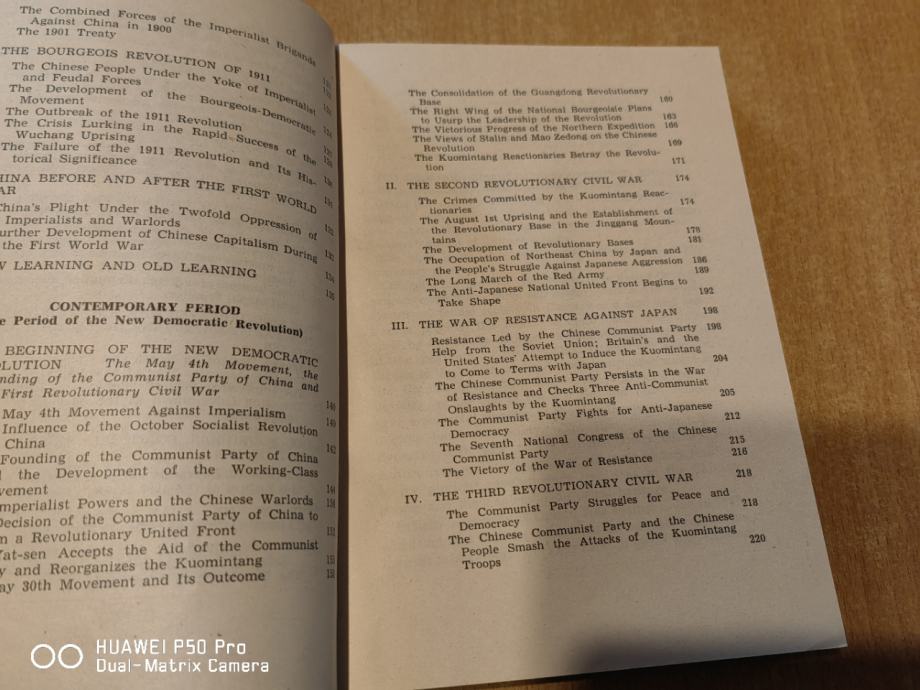 The Combined Forces of the Imperialist Brigands
Against China in 1900
The 1901 Treaty
THE BOURGEOIS REVOLUTION OF 1911
The Chinese People Under the Yoke of Imperialist
and Feudal Forces
The Development of the Bourgeois-Democratic
Movement
The Outbreak of the 1911 Revolution
The Crisis Lurking in the Rapid Success of the
Wuchang Uprising
The Failure of the 1911 Revolution and Its His-
torical Significance
CHINA BEFORE AND AFTER THE FIRST WORLD
WAR
China's Plight Under the Twofold Oppression of
Imperialists and Warlords
Further Development of Chinese Capitalism During
the First World War
LEARNING AND OLD LEARNING
CONTEMPORARY PERIOD
Period of the New Democratic Revolution)
BEGINNING OF THE NEW DEMOCRATIC
The May 4th Movement, the
Founding of the Communist Party of China and
First Revolutionary Civil War
May 4th Movement Against Imperialism 140
Influence of the October Socialist Revolution
China
Founding of the Communist Party of China
the Development of the Working-Class
Movement
Imperialist Powers and the Chinese Warlords
Decision of the Communist Party of China to
a Revolutionary United Front
Yat-sen Accepts the Aid of the Communist
and Reorganizes the Kuomintang
May 30th Movement and Its Outcome
The Consolidation of the Guangdong Revolutionary
Base 160
The Right Wing of the National Bourgeoisie Plans
to Usurp the Leadership of the Revolution 163
The Victorious Progress of the Northern Expedition 166
The Views of Stalin and Mao Zedong on the Chinese
Revolution 169
The Kuomintang Reactionaries Betray the Revolu-
tion 171
II. THE SECOND REVOLUTIONARY CIVIL WAR 174
The Crimes Committed by the Kuomintang Reac-
tionaries 174
The August 1st Uprising and the Establishment of
the Revolutionary Base in the Jinggang Moun-
tains 178
The Development of Revolutionary Bases 181
The Occupation of Northeast China by Japan and
the People's Struggle Against Japanese Aggression 186
The Long March of the Red Army 189
The Anti-Japanese National United Front Begins to
Take Shape 192
III. THE WAR OF RESISTANCE AGAINST JAPAN 198
Resistance Led by the Chinese Communist Party 198
Help from the Soviet Union; Britain's and the
United States' Attempt to Induce the Kuomintang
to Come to Terms with Japan 204
The Chinese Communist Party Persists in the War
of Resistance and Checks Three Anti-Communist
Onslaughts by the Kuomintang 205
The Communist Party Fights for Anti-Japanese
Democracy 212
The Seventh National Congress of the Chinese
Communist Party 215
The Victory of the War of Resistance 216
IV. THE THIRD REVOLUTIONARY CIVIL WAR 218
The Communist Party Struggles for Peace and
Democracy 218
The Chinese Communist Party and the Chinese
People Smash the Attacks of the Kuomintang
Troops 220
HUAWEI P50 Pro
Dual-Matrix Camera